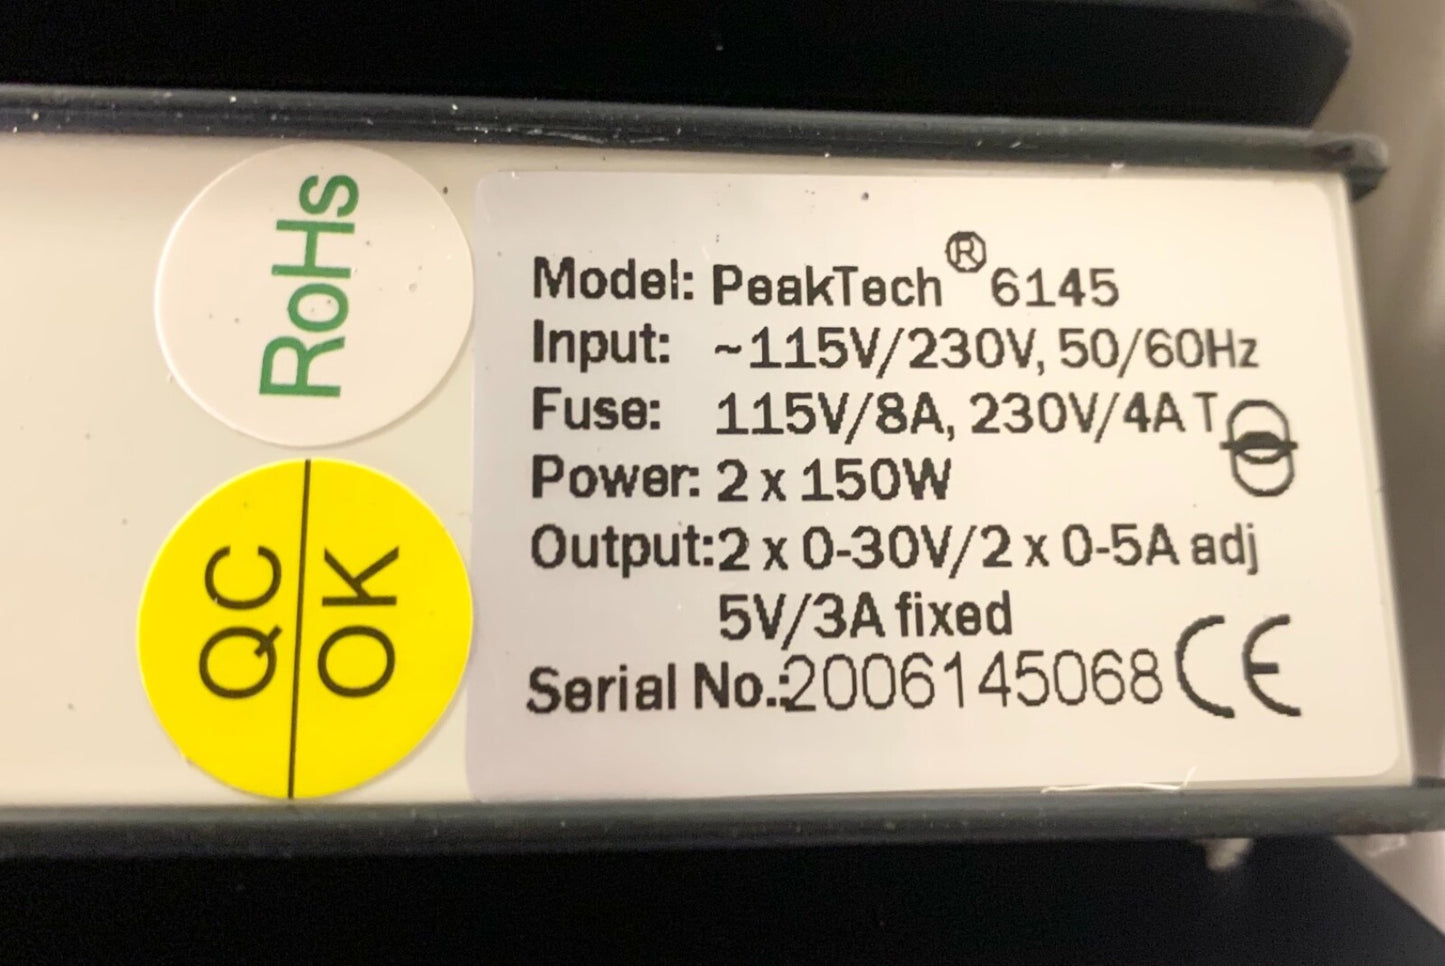 RoHs
QC
OK
Model: PeakTech® 6145
Input: ~115V/230V, 50/60Hz
Fuse: 115V/8A, 230V/4A T
Power: 2 x 150W
Output:2 x 0-30V/2 x 0-5A adj
5V/3A fixed
Serial No.:2006145068 CE